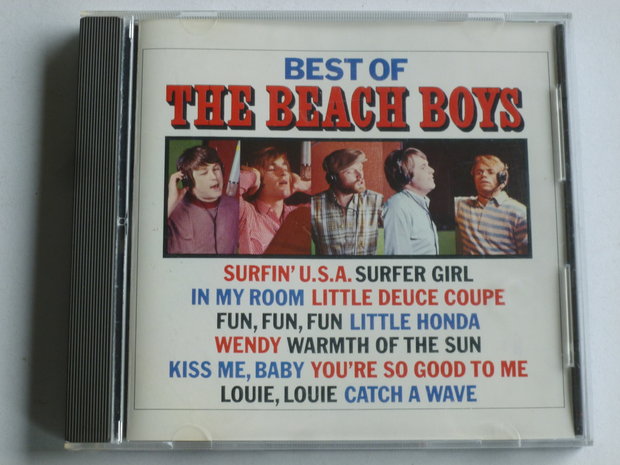 BEST OF
THE BEACH BOYS
SURFIN' U.S.A. SURFER GIRL
IN MY ROOM LITTLE DEUCE COUPE
FUN, FUN, FUN LITTLE HONDA
WENDY WARMTH OF THE SUN
KISS ME, BABY YOU'RE SO GOOD TO ME
LOUIE, LOUIE CATCH A WAVE